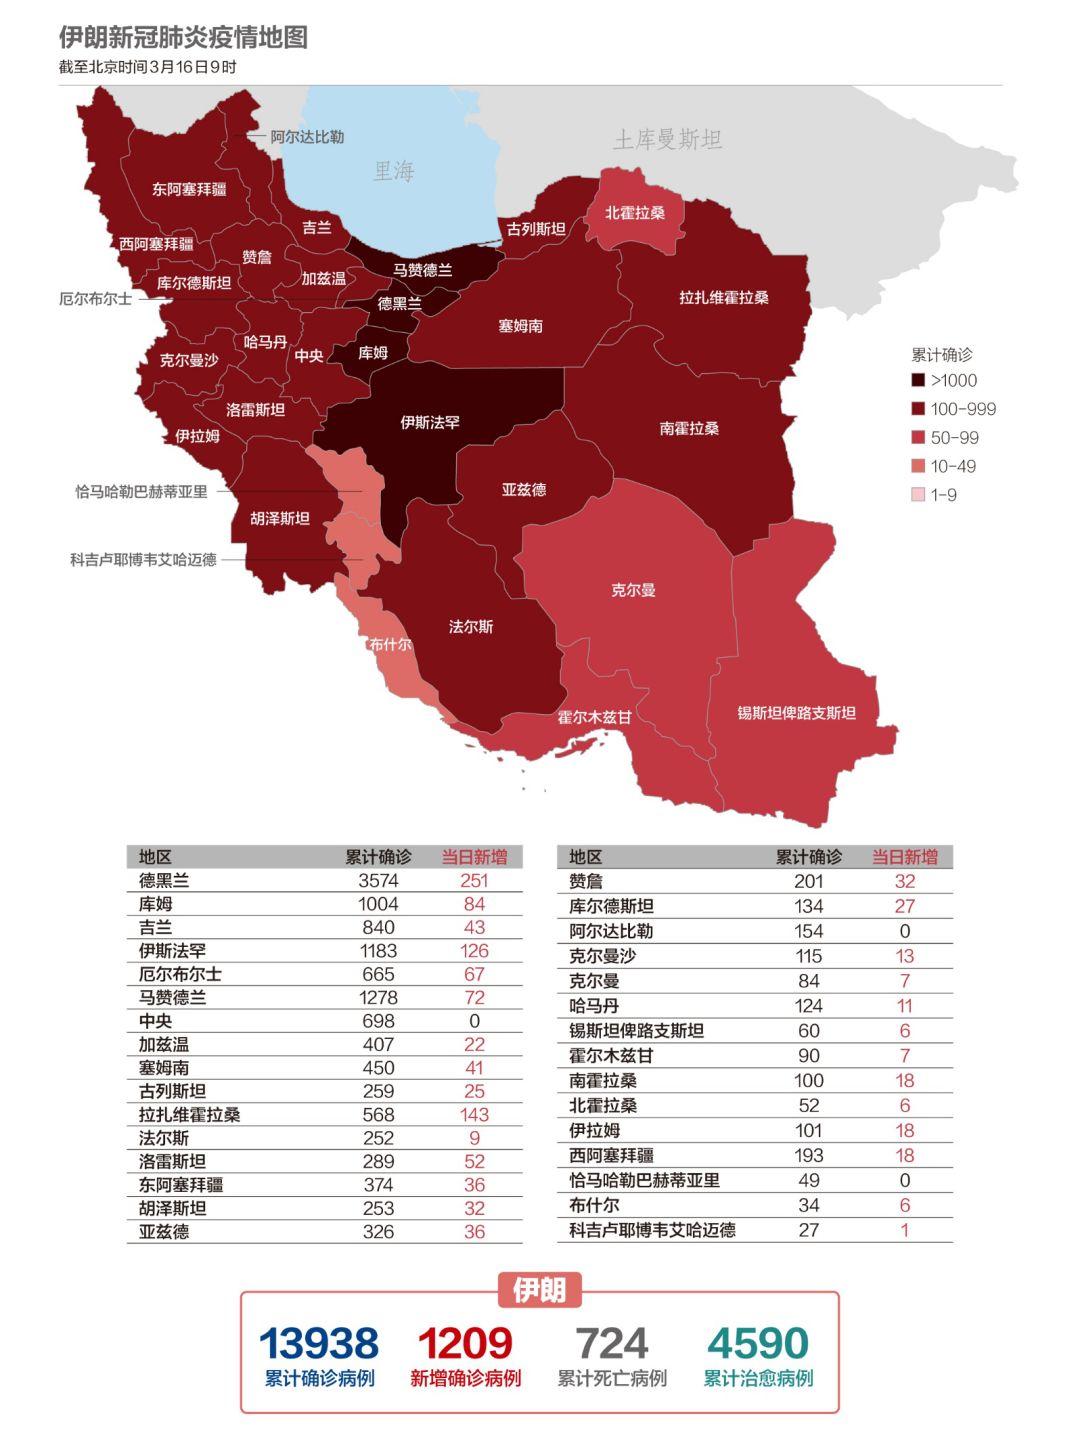 伊朗新冠肺炎疫情地图
截至北京时间3月16日9时
阿尔达比勒
土库曼斯坦
里海
东阿塞拜疆
北霍拉桑
吉兰
古列斯坦
西阿塞拜疆
赞詹
马赞德兰
库尔德斯坦
加兹温
厄尔布尔士
德黑兰
拉扎维霍拉桑
塞姆南
哈马丹
克尔曼沙
中央
库姆
洛雷斯坦
伊斯法罕
伊拉姆
南霍拉桑
恰马哈勒巴赫蒂亚里
亚兹德
胡泽斯坦
科吉卢耶博韦艾哈迈德
克尔曼
法尔斯
布什尔
霍尔木兹甘
锡斯坦俾路支斯坦
累计确诊
>1000
100-999
50-99
10-49
1-9
地区 累计确诊 当日新增
德黑兰 3574 251
库姆 1004 84
吉兰 840 43
伊斯法罕 1183 126
厄尔布尔士 665 67
马赞德兰 1278 72
中央 698 0
加兹温 407 22
塞姆南 450 41
古列斯坦 259 25
拉扎维霍拉桑 568 143
法尔斯 252 9
洛雷斯坦 289 52
东阿塞拜疆 374 36
胡泽斯坦 253 32
亚兹德 326 36
地区 累计确诊 当日新增
赞詹 201 32
库尔德斯坦 134 27
阿尔达比勒 154 0
克尔曼沙 115 13
克尔曼 84 7
哈马丹 124 11
锡斯坦俾路支斯坦 60 6
霍尔木兹甘 90 7
南霍拉桑 100 18
北霍拉桑 52 6
伊拉姆 101 18
西阿塞拜疆 193 18
恰马哈勒巴赫蒂亚里 49 0
布什尔 34 6
科吉卢耶博韦艾哈迈德 27 1
伊朗
13938 1209 724 4590
累计确诊病例 新增确诊病例 累计死亡病例 累计治愈病例